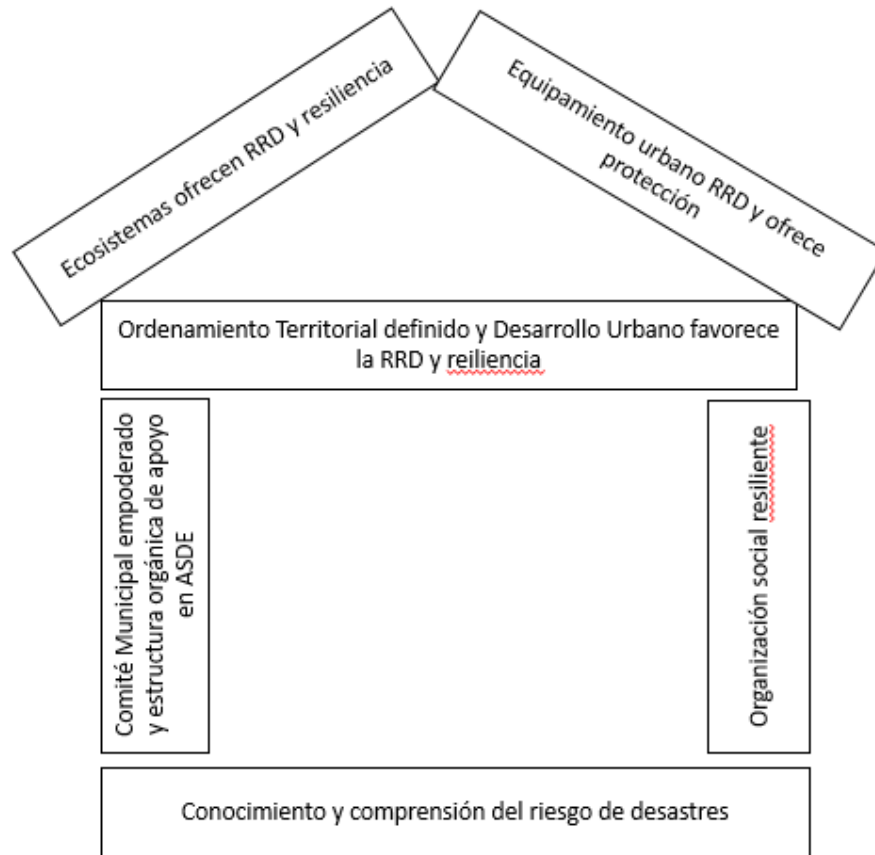 Ecosistemas ofrecen RRD y resiliencia
Equipamiento urbano RRD y ofrece
protección
Ordenamiento Territorial definido y Desarrollo Urbano favorece
la RRD y reiliencia
Comité Municipal empoderado
y estructura orgánica de apoyo
en ASDE
Organización social resiliente
Conocimiento y comprensión del riesgo de desastres